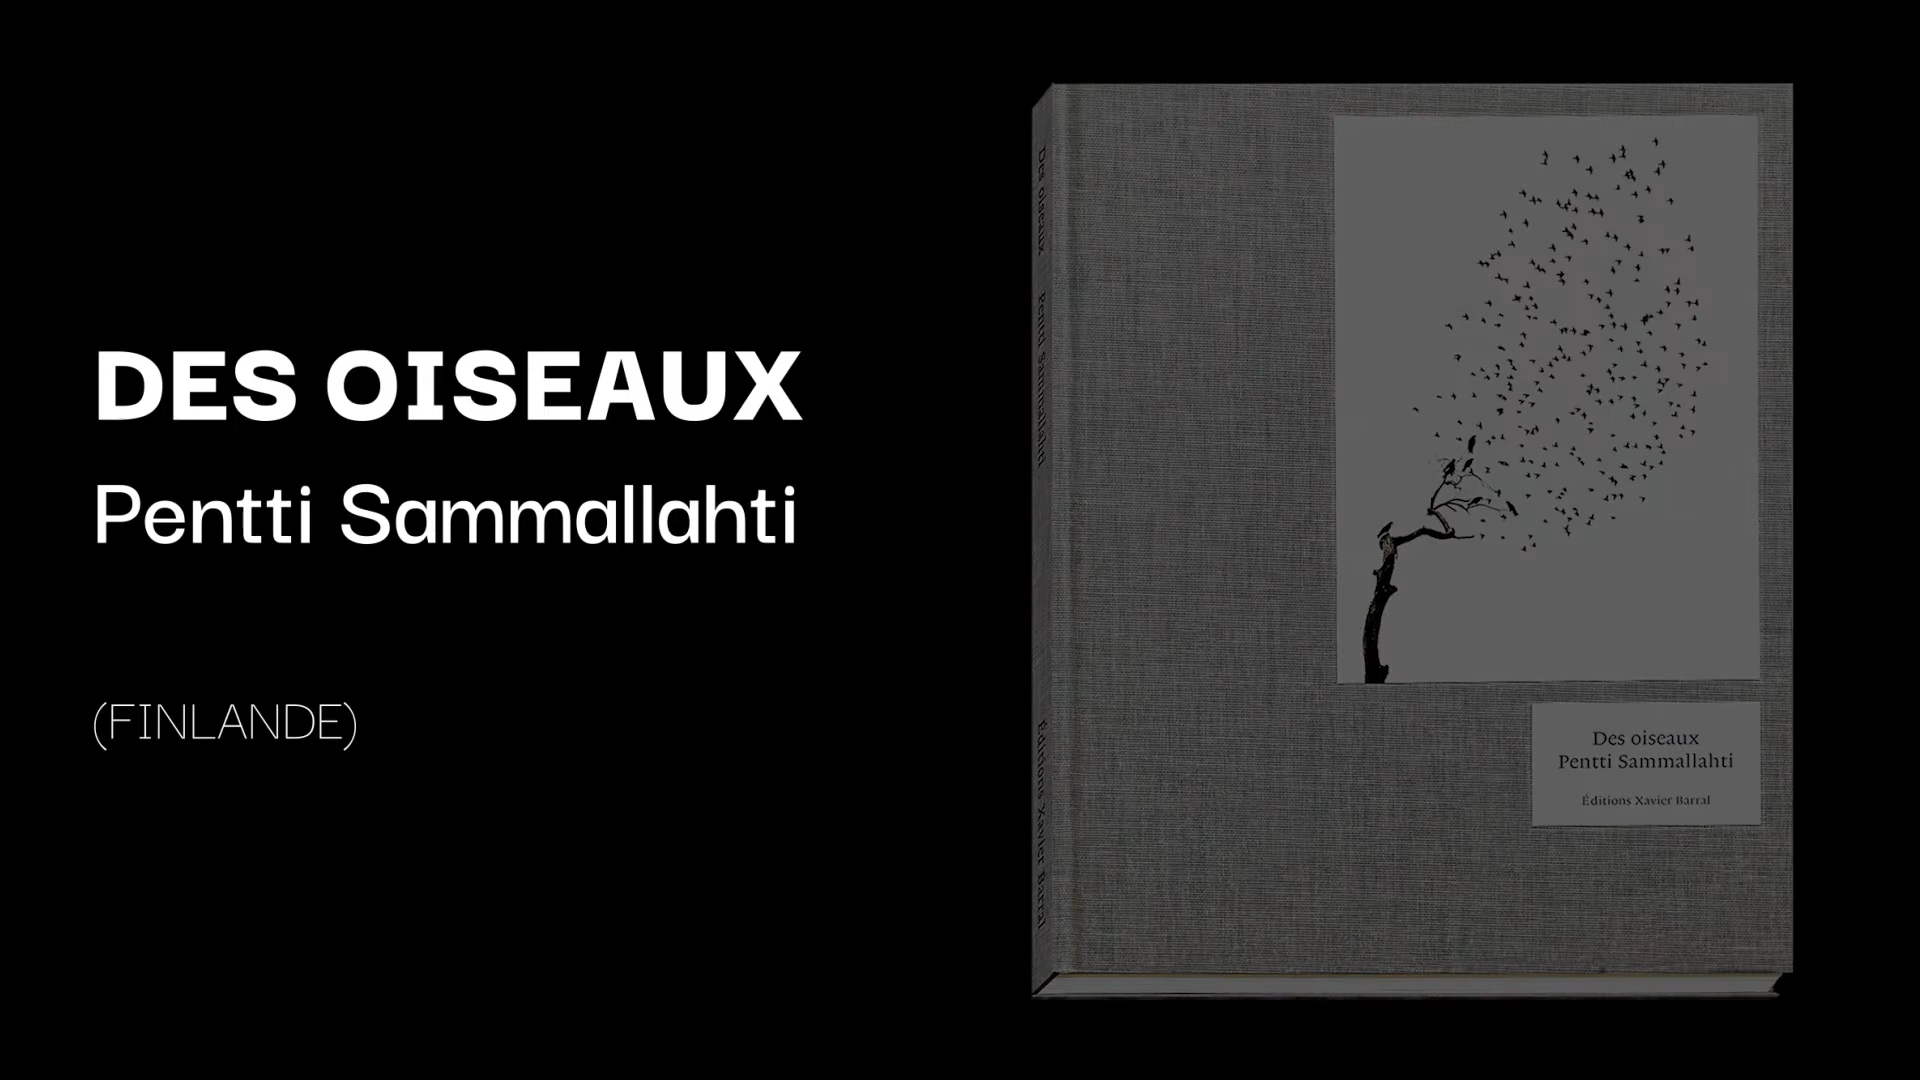 DES OISEAUX
Pentti Sammallahti
(FINLANDE)
Des oiseaux
Pentti Sammallahti
Éditions Xavier Barral
Des oiseaux Pentti Sammallahti Éditions Xavier Barral